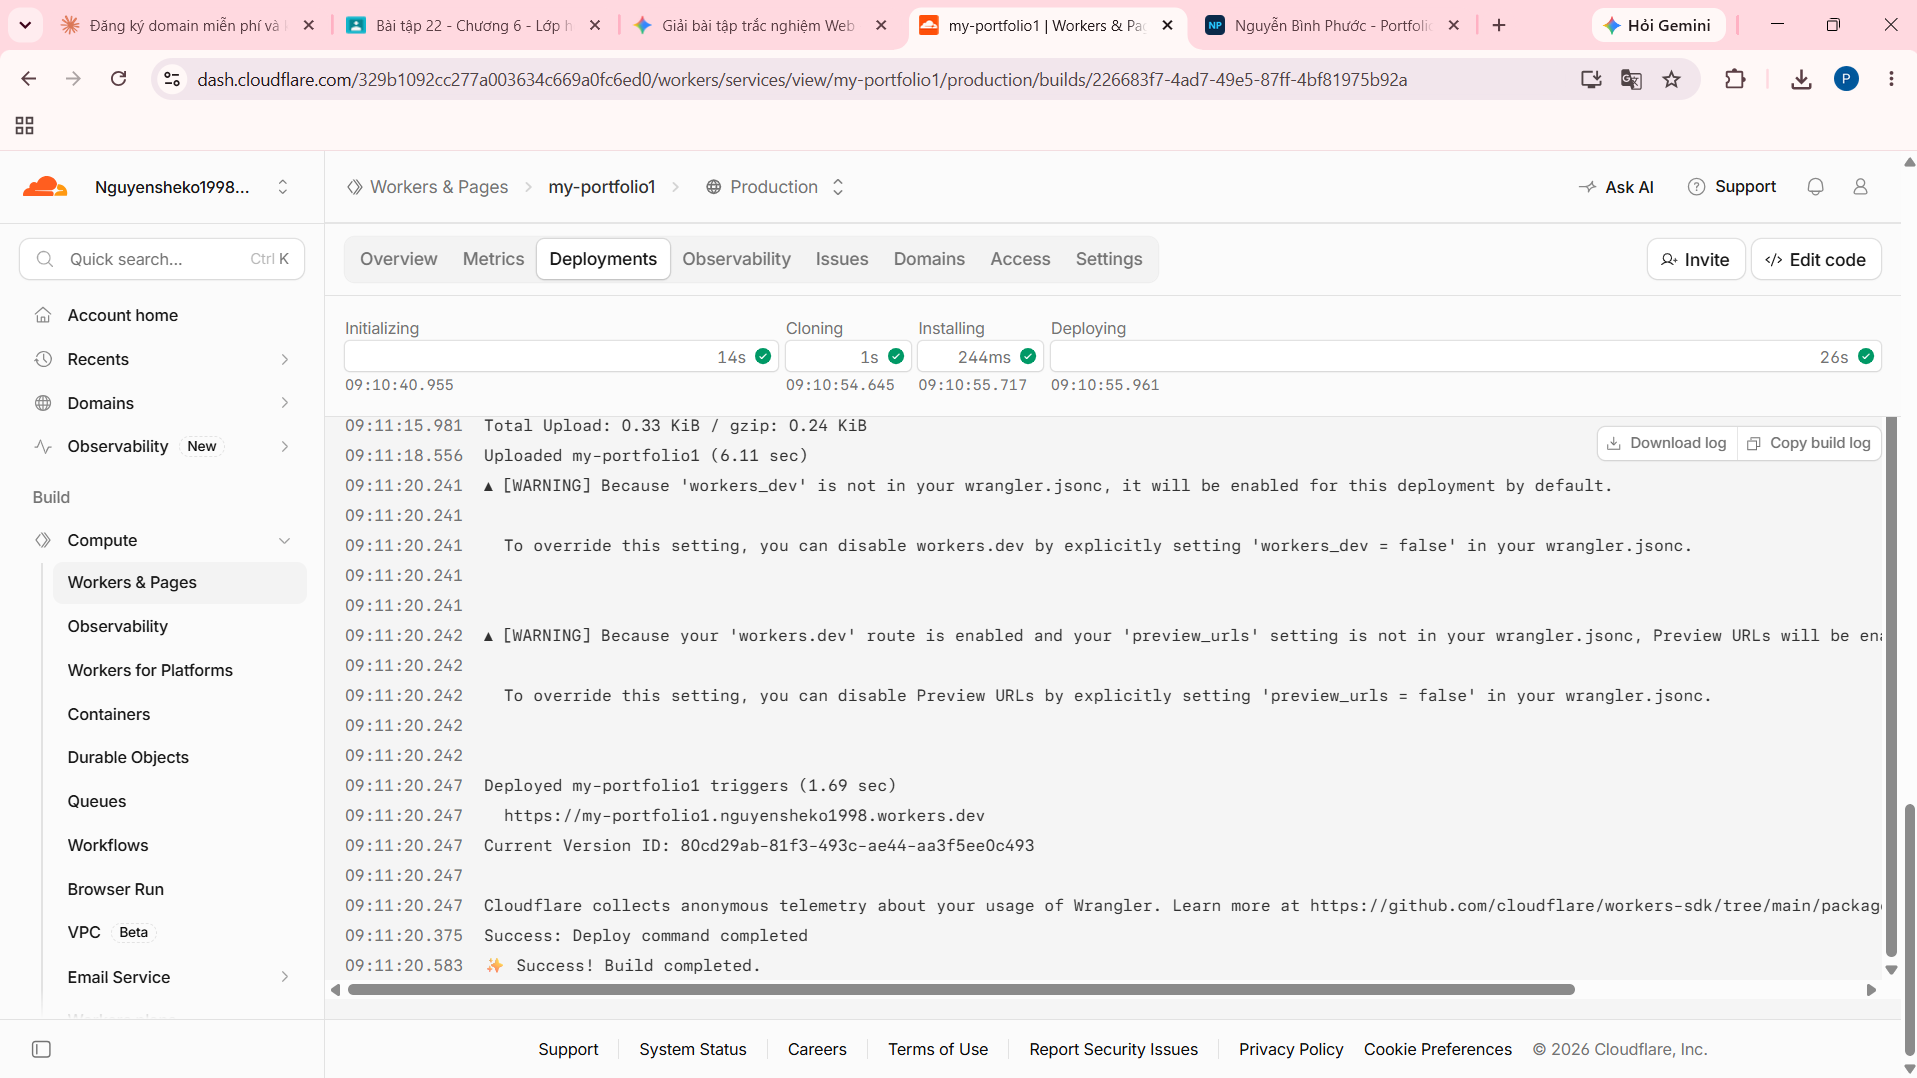 Đăng ký domain miễn phí và
Bài tập 22 - Chương 6 - Lớp h
Giải bài tập trắc nghiệm Web
my-portfolio1 | Workers & Pag
NP Nguyễn Bình Phước - Portfolio
Hỏi Gemini
dash.cloudflare.com/329b1092cc277a003634c669a0fc6ed0/workers/services/view/my-portfolio1/production/builds/226683f7-4ad7-49e5-87ff-4bf81975b92a
P
Nguyensheko1998...
Workers & Pages
my-portfolio1
Production
Ask AI
Support
Quick search... Ctrl K
Overview Metrics Deployments Observability Issues Domains Access Settings
Invite
Edit code
Account home
Recents
Domains
Observability New
Build
Compute
Workers & Pages
Observability
Workers for Platforms
Containers
Durable Objects
Queues
Workflows
Browser Run
VPC Beta
Email Service
Initializing Cloning Installing Deploying
14s 1s 244ms 26s
09:10:40.955 09:10:54.645 09:10:55.717 09:10:55.961
Download log
Copy build log
09:11:15.981 Total Upload: 0.33 KiB / gzip: 0.24 KiB
09:11:18.556 Uploaded my-portfolio1 (6.11 sec)
09:11:20.241 ▲ [WARNING] Because 'workers_dev' is not in your wrangler.jsonc, it will be enabled for this deployment by default.
09:11:20.241
09:11:20.241 To override this setting, you can disable workers.dev by explicitly setting 'workers_dev = false' in your wrangler.jsonc.
09:11:20.241
09:11:20.241
09:11:20.242 ▲ [WARNING] Because your 'workers.dev' route is enabled and your 'preview_urls' setting is not in your wrangler.jsonc, Preview URLs will be ena
09:11:20.242
09:11:20.242 To override this setting, you can disable Preview URLs by explicitly setting 'preview_urls = false' in your wrangler.jsonc.
09:11:20.242
09:11:20.242
09:11:20.247 Deployed my-portfolio1 triggers (1.69 sec)
09:11:20.247 https://my-portfolio1.nguyensheko1998.workers.dev
09:11:20.247 Current Version ID: 80cd29ab-81f3-493c-ae44-aa3f5ee0c493
09:11:20.247
09:11:20.247 Cloudflare collects anonymous telemetry about your usage of Wrangler. Learn more at https://github.com/cloudflare/workers-sdk/tree/main/package
09:11:20.375 Success: Deploy command completed
09:11:20.583 ✨ Success! Build completed.
Support System Status Careers Terms of Use Report Security Issues Privacy Policy Cookie Preferences © 2026 Cloudflare, Inc.